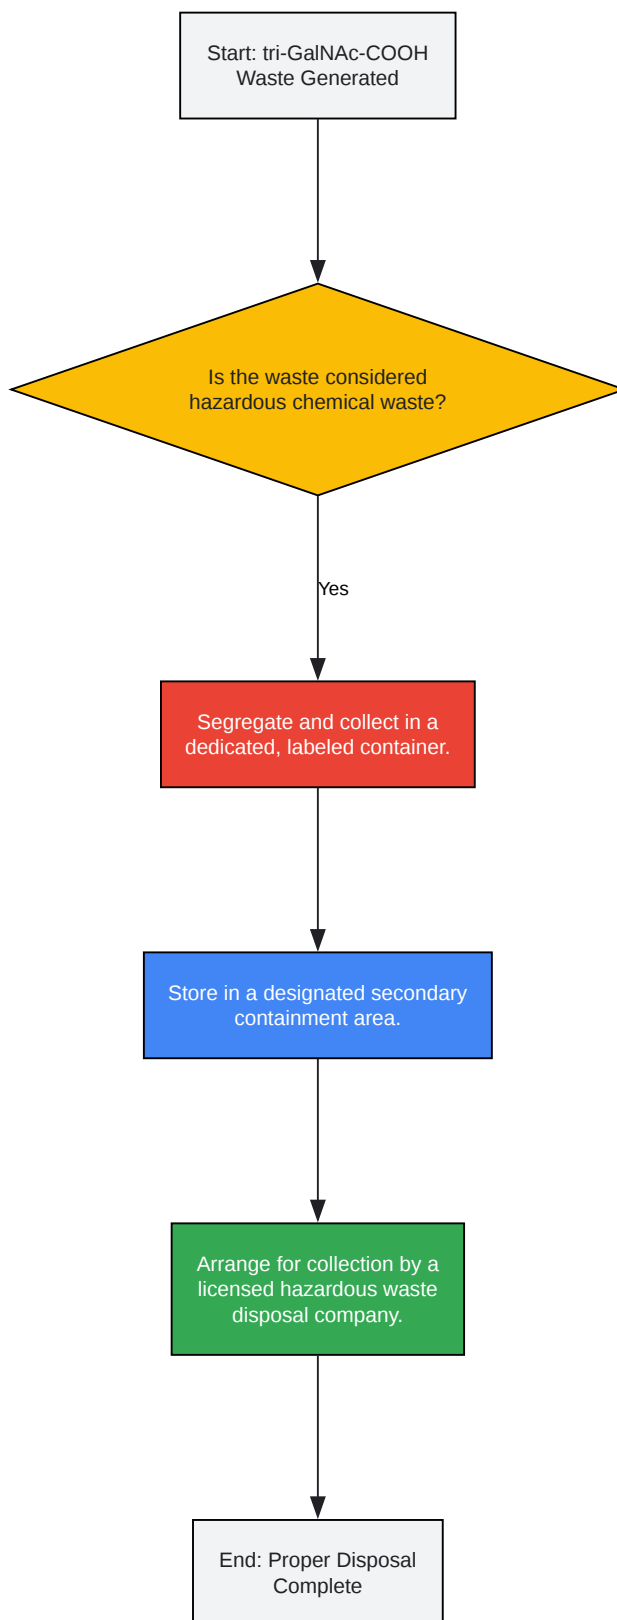 Start: tri-GalNAc-COOH
Waste Generated
Is the waste considered
hazardous chemical waste?
Yes
Segregate and collect in a
dedicated, labeled container.
Store in a designated secondary
containment area.
Arrange for collection by a
licensed hazardous waste
disposal company.
End: Proper Disposal
Complete